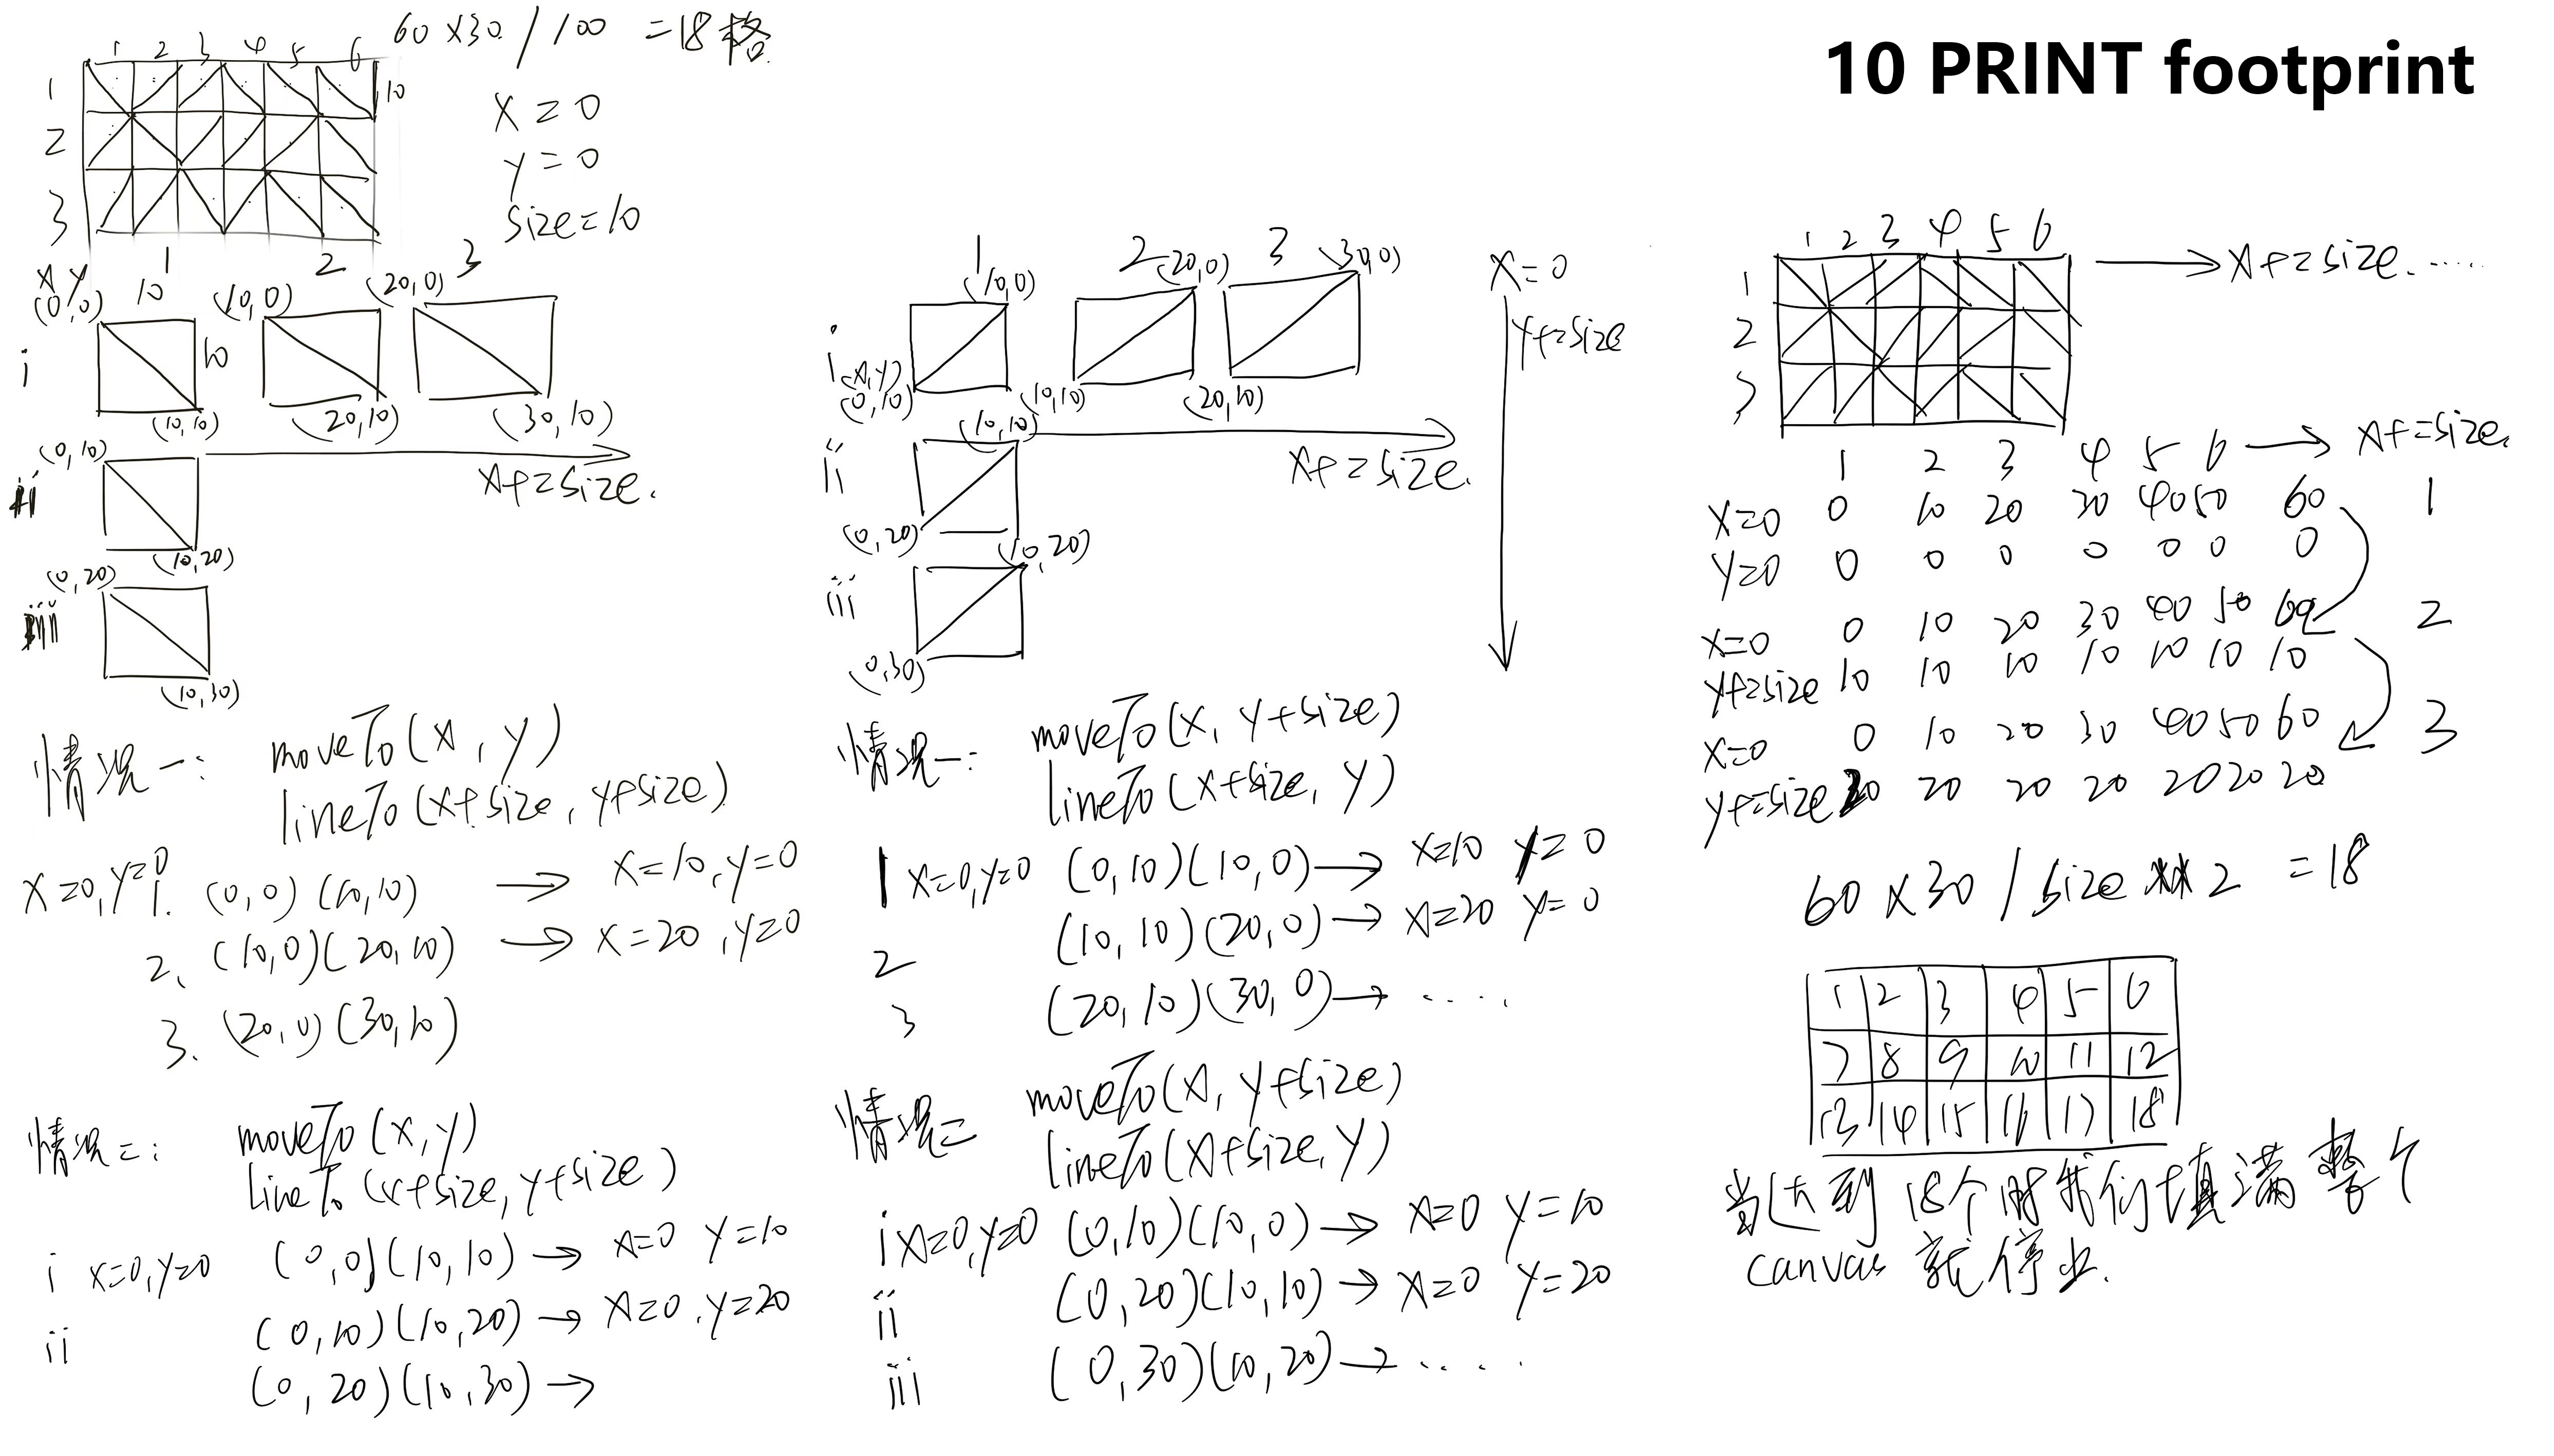 10 PRINT footprint
60 x 30 / 100 = 18格
1 2 3 4 5 6
1
2
3
10
x = 0
y = 0
size = 10
1 2 3
x y
(0,0) 10 (10,0) (20,0)
i 10
(10,10) (20,10) (30,10)
(0,10)
ii x+=size.
(10,20)
(0,20)
iii
(10,30)
情况一: moveTo(x, y)
lineTo(x+size, y+size)
x=0,y=0
1. (0,0) (10,10) → x=10, y=0
2. (10,0)(20,10) → x=20, y=0
3. (20,0)(30,10)
情况二: moveTo(x,y)
lineTo(x+size, y+size)
i x=0,y=0 (0,0)(10,10) → x=0 y=10
ii (0,10)(10,20) → x=0, y=20
(0,20)(10,30) →
1 2 3
(10,0) (20,0) (30,0)
i
(x,y)
(0,10) (10,10) (20,10)
(10,10)
ii x+=size.
(0,20) (10,20)
iii
(0,30)
x=0
y+=size
情况一: moveTo(x, y+size)
lineTo(x+size, y)
1 x=0,y=0 (0,10)(10,0) → x=10 y=0
2 (10,10)(20,0) → x=20 y=0
3 (20,10)(30,0) → .....
情况二 moveTo(x, y+size)
lineTo(x+size, y)
i x=0,y=0 (0,10)(10,0) → x=0 y=10
ii (0,20)(10,10) → x=0 y=20
iii (0,30)(10,20) → .....
1 2 3 4 5 6
→ x+=size.....
1
2
3
1 2 3 4 5 6 → x+=size.
x=0 0 10 20 30 40 50 60 1
y=0 0 0 0 0 0 0 0
x=0 0 10 20 30 40 50 60 2
y+=size 10 10 10 10 10 10 10
x=0 0 10 20 30 40 50 60 3
y+=size 20 20 20 20 20 20 20
60 x 30 / size ** 2 = 18
1 2 3 4 5 6
7 8 9 10 11 12
13 14 15 16 17 18
当达到18个时我们填满整个
canvas 就停止.